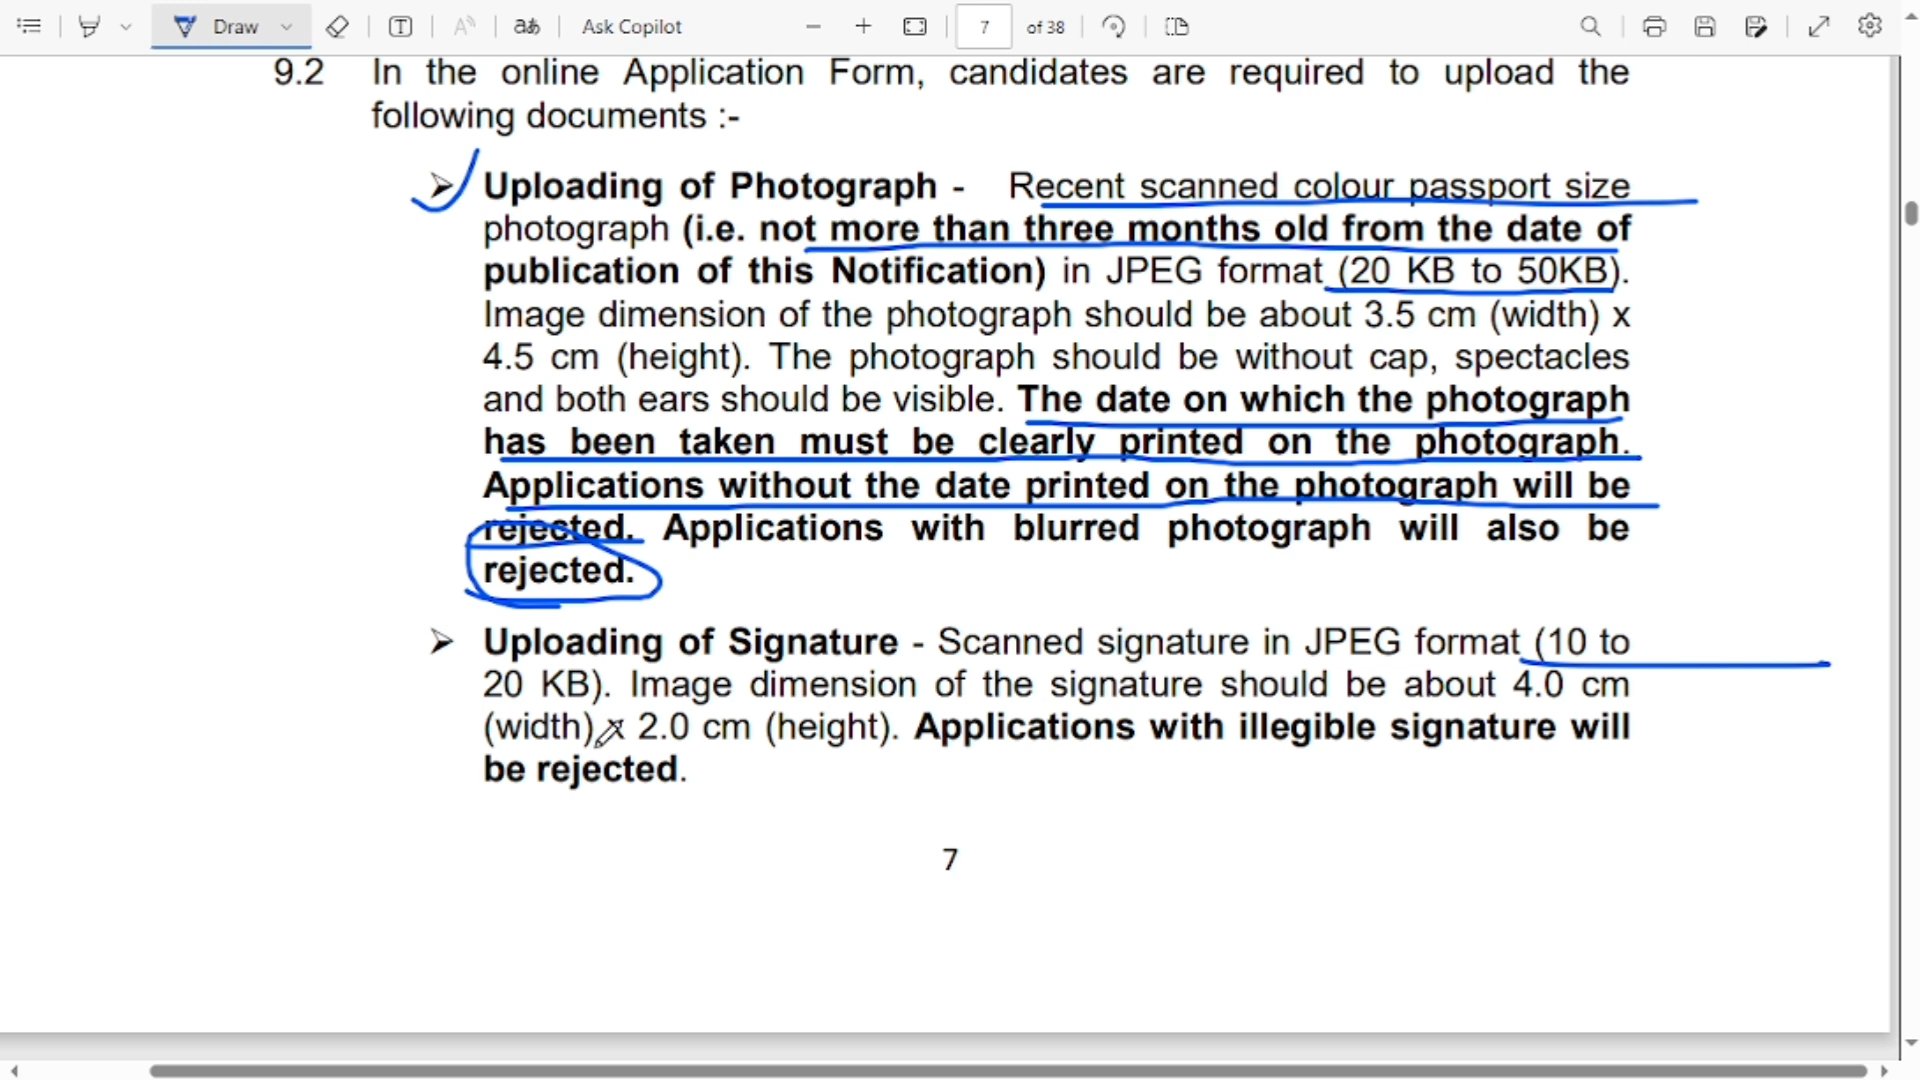 Draw
T
A
aあ
Ask Copilot
7
of 38
9.2 In the online Application Form, candidates are required to upload the
following documents :-
➢ Uploading of Photograph - Recent scanned colour passport size
photograph (i.e. not more than three months old from the date of
publication of this Notification) in JPEG format (20 KB to 50KB).
Image dimension of the photograph should be about 3.5 cm (width) x
4.5 cm (height). The photograph should be without cap, spectacles
and both ears should be visible. The date on which the photograph
has been taken must be clearly printed on the photograph.
Applications without the date printed on the photograph will be
rejected. Applications with blurred photograph will also be
rejected.
➢ Uploading of Signature - Scanned signature in JPEG format (10 to
20 KB). Image dimension of the signature should be about 4.0 cm
(width) x 2.0 cm (height). Applications with illegible signature will
be rejected.
7